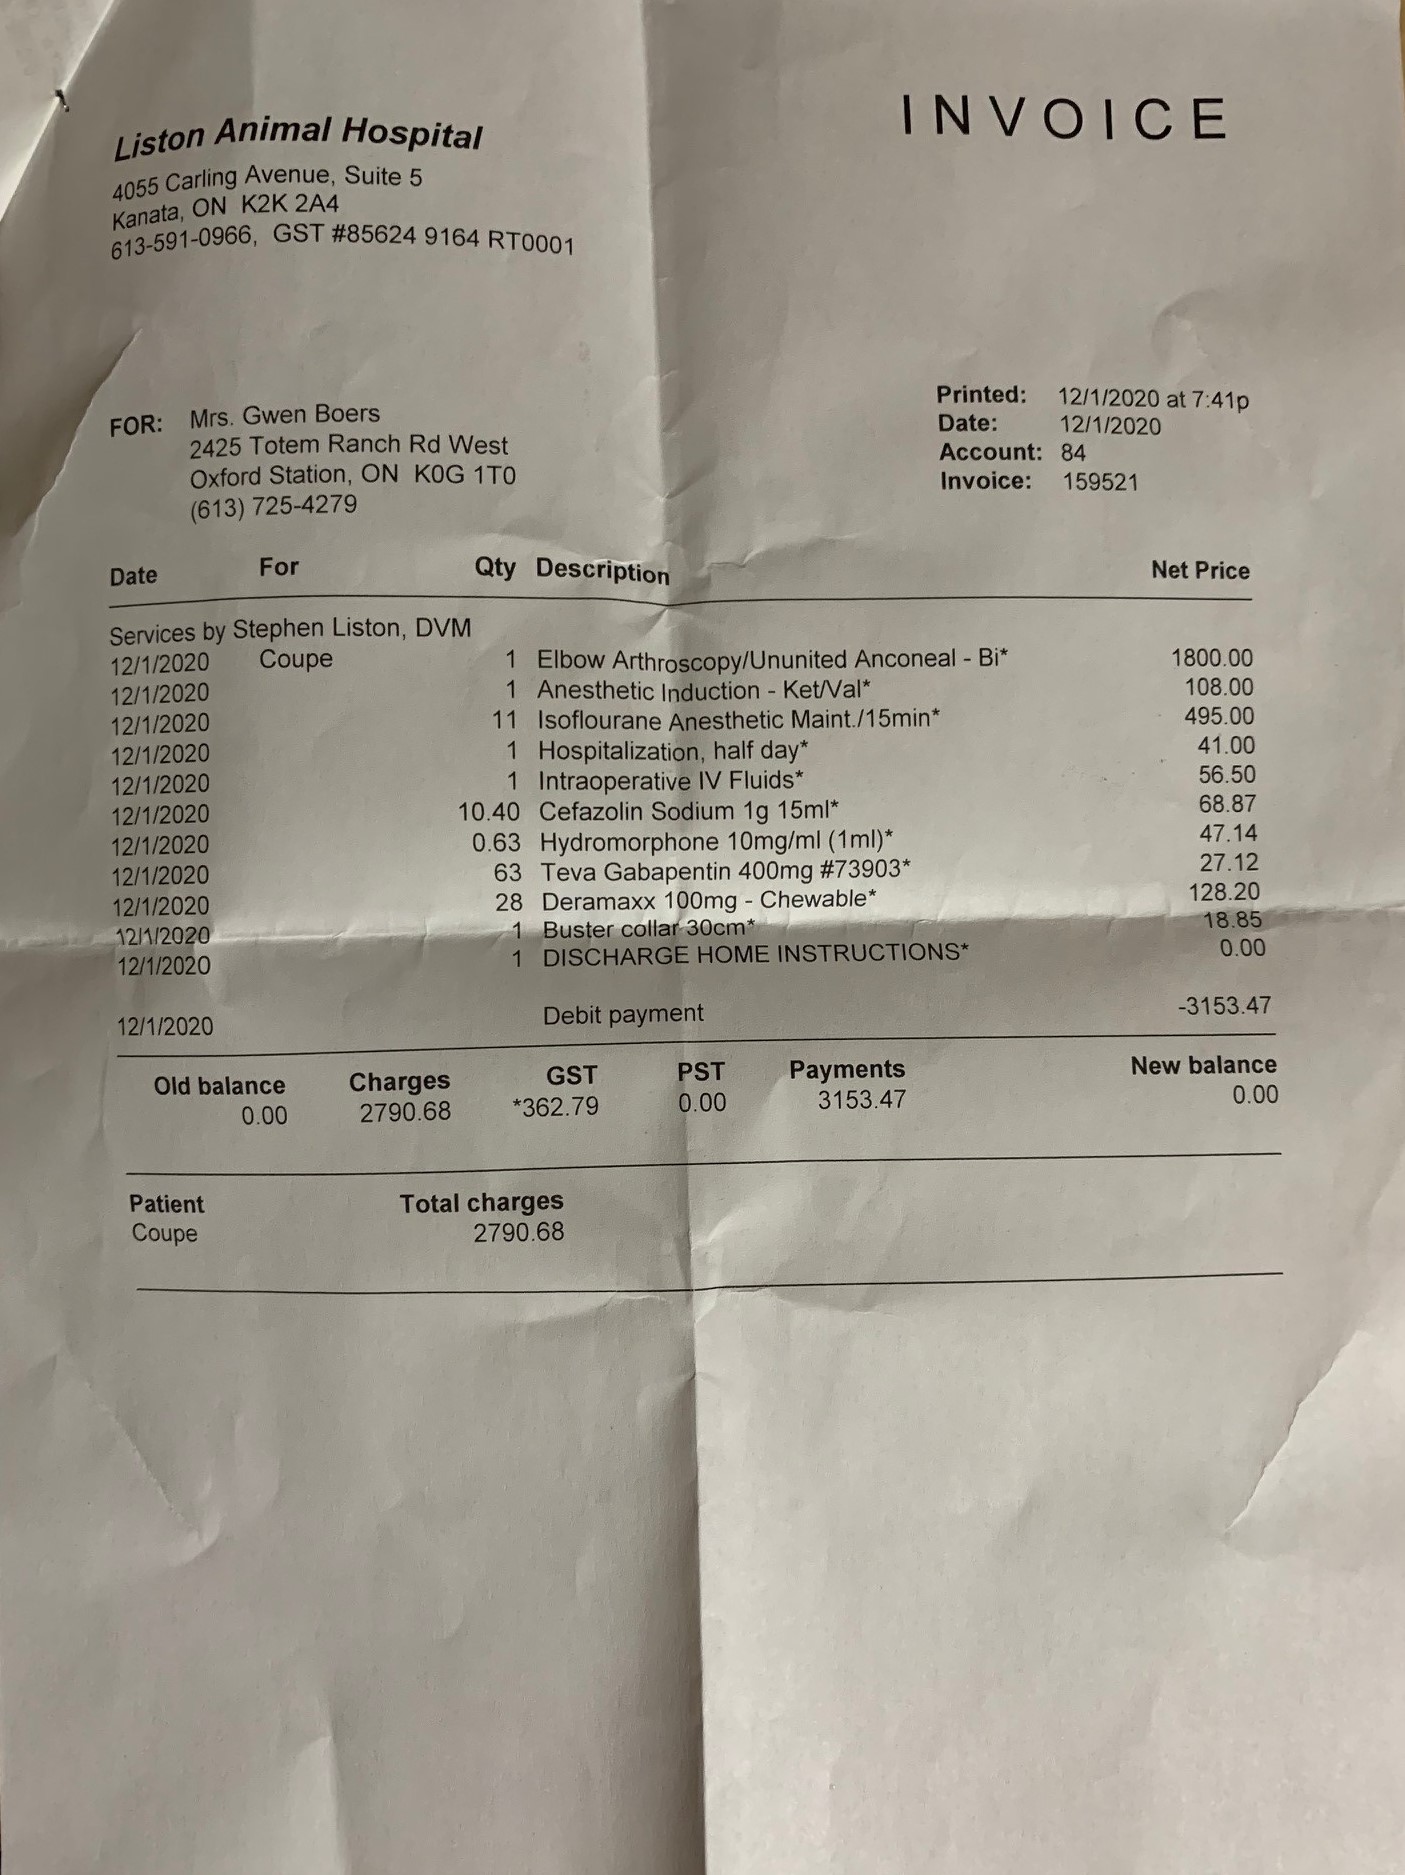 INVOICE
Liston Animal Hospital
4055 Carling Avenue, Suite 5
Kanata, ON K2K 2A4
613-591-0966, GST #85624 9164 RT0001
FOR: Mrs. Gwen Boers
2425 Totem Ranch Rd West
Oxford Station, ON K0G 1T0
(613) 725-4279
Printed: 12/1/2020 at 7:41p
Date: 12/1/2020
Account: 84
Invoice: 159521
Date For Qty Description Net Price
Services by Stephen Liston, DVM
12/1/2020 Coupe 1 Elbow Arthroscopy/Ununited Anconeal - Bi* 1800.00
12/1/2020 1 Anesthetic Induction - Ket/Val* 108.00
12/1/2020 11 Isoflourane Anesthetic Maint./15min* 495.00
12/1/2020 1 Hospitalization, half day* 41.00
12/1/2020 1 Intraoperative IV Fluids* 56.50
12/1/2020 10.40 Cefazolin Sodium 1g 15ml* 68.87
12/1/2020 0.63 Hydromorphone 10mg/ml (1ml)* 47.14
12/1/2020 63 Teva Gabapentin 400mg #73903* 27.12
12/1/2020 28 Deramaxx 100mg - Chewable* 128.20
12/1/2020 1 Buster collar 30cm* 18.85
12/1/2020 1 DISCHARGE HOME INSTRUCTIONS* 0.00
12/1/2020 Debit payment -3153.47
Old balance Charges GST PST Payments New balance
0.00 2790.68 *362.79 0.00 3153.47 0.00
Patient Total charges
Coupe 2790.68